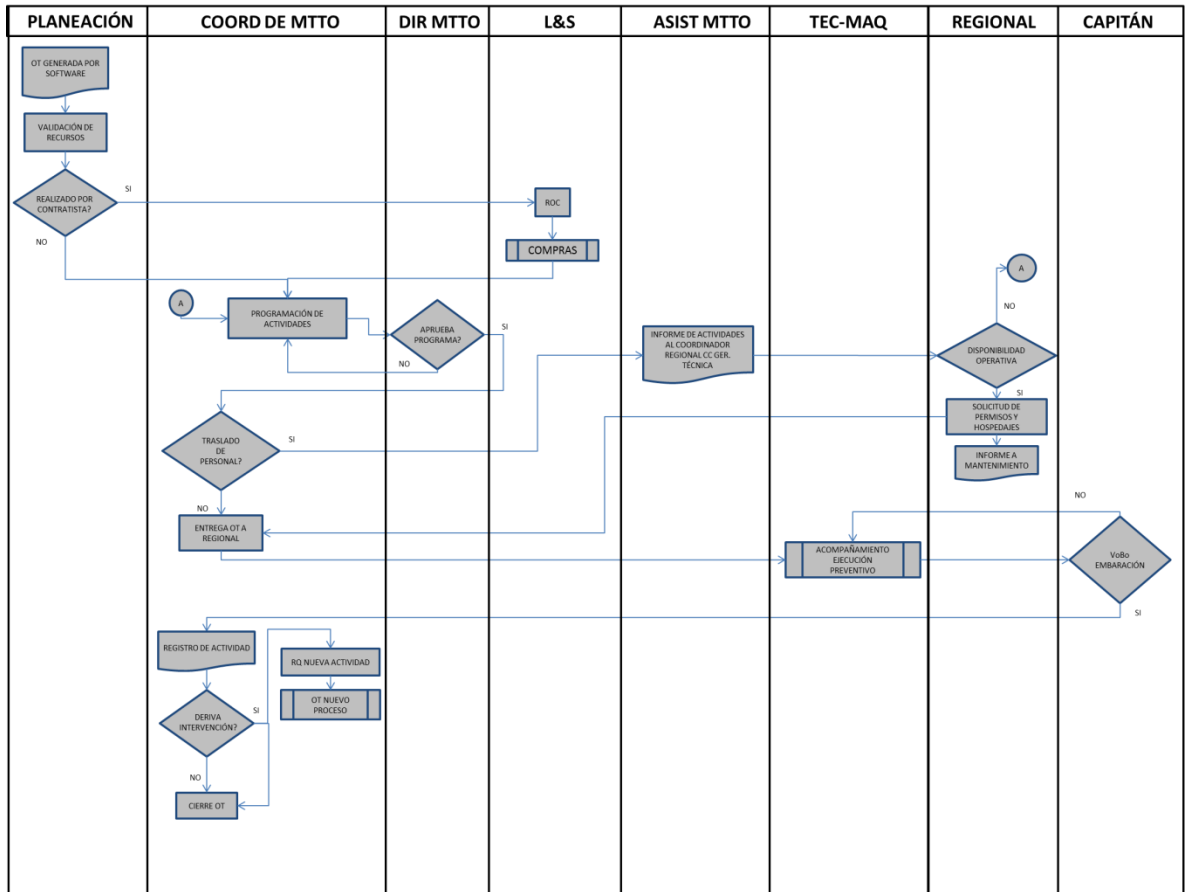 PLANEACIÓN
COORD DE MTTO
DIR MTTO
L&S
ASIST MTTO
TEC-MAQ
REGIONAL
CAPITÁN
OT GENERADA POR
SOFTWARE
VALIDACIÓN DE
RECURSOS
REALIZADO POR
CONTRATISTA?
SI
NO
ROC
COMPRAS
A
PROGRAMACIÓN DE
ACTIVIDADES
APRUEBA
PROGRAMA?
SI
NO
INFORME DE ACTIVIDADES
AL COORDINADOR
REGIONAL CC GER.
TÉCNICA
A
NO
DISPONIBILIDAD
OPERATIVA
SI
SOLICITUD DE
PERMISOS Y
HOSPEDAJES
INFORME A
MANTENIMIENTO
TRASLADO
DE
PERSONAL?
SI
NO
ENTREGA OT A
REGIONAL
ACOMPAÑAMIENTO
EJECUCIÓN
PREVENTIVO
NO
VoBo
EMBARACIÓN
SI
REGISTRO DE ACTIVIDAD
RQ NUEVA ACTIVIDAD
OT NUEVO
PROCESO
DERIVA
INTERVENCIÓN?
SI
NO
CIERRE OT